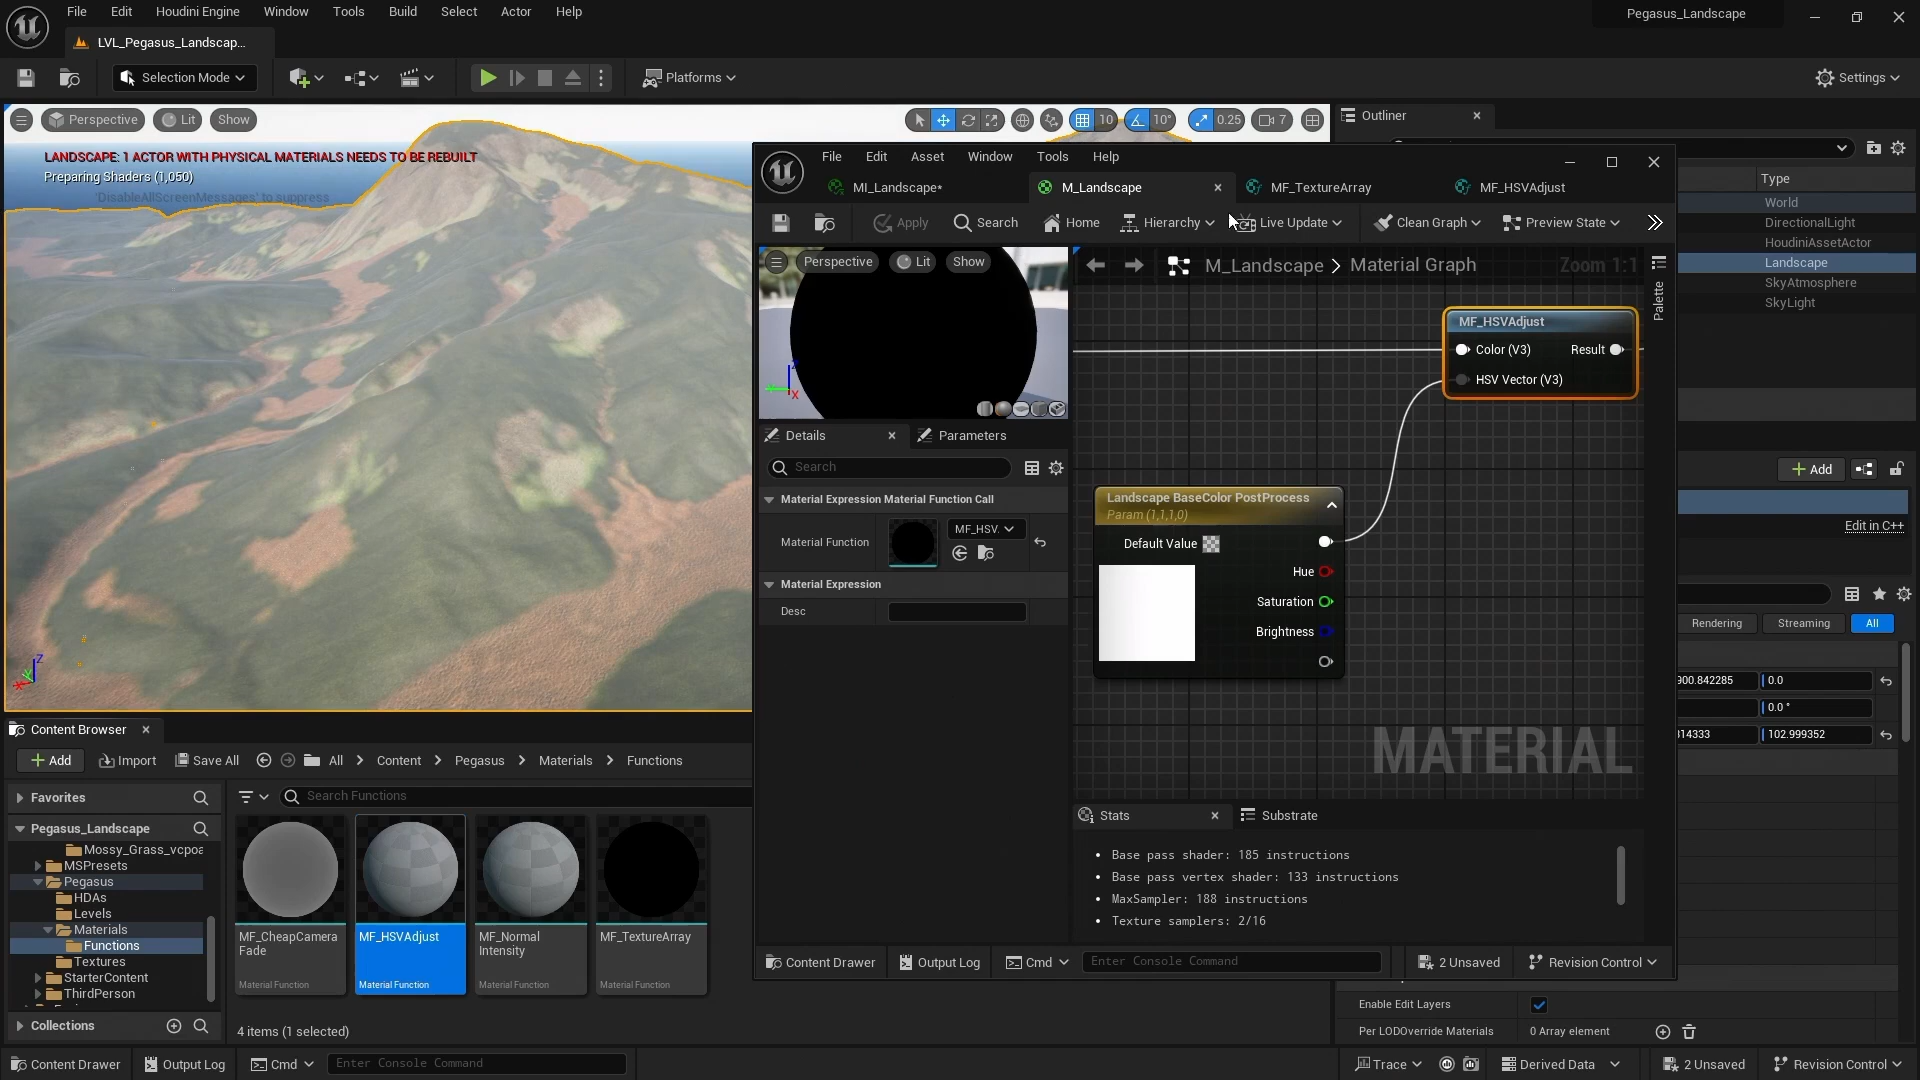 File Edit Houdini Engine Window Tools Build Select Actor Help
Pegasus_Landscape
LVL_Pegasus_Landscap...
Selection Mode
Platforms
Settings
Perspective Lit Show
10 10° 0.25 7
LANDSCAPE: 1 ACTOR WITH PHYSICAL MATERIALS NEEDS TO BE REBUILT
Preparing Shaders (1,050)
'DisableAllScreenMessages' to suppress
Outliner
Type
World
DirectionalLight
HoudiniAssetActor
Landscape
SkyAtmosphere
SkyLight
File Edit Asset Window Tools Help
MI_Landscape*
M_Landscape
MF_TextureArray
MF_HSVAdjust
Apply Search Home Hierarchy Live Update Clean Graph Preview State
Perspective Lit Show
M_Landscape > Material Graph
Zoom 1:1
Palette
MF_HSVAdjust
Color (V3) Result
HSV Vector (V3)
Z
X
Details
Parameters
Search
Material Expression Material Function Call
Material Function
MF_HSV.
Material Expression
Desc
Landscape BaseColor PostProcess
Param (1,1,1,0)
Default Value
Hue
Saturation
Brightness
MATERIAL
Stats
Substrate
• Base pass shader: 185 instructions
• Base pass vertex shader: 133 instructions
• MaxSampler: 188 instructions
• Texture samplers: 2/16
Content Drawer Output Log Cmd Enter Console Command 2 Unsaved Revision Control
Add
Edit in C++
Rendering Streaming All
900.842285 0.0
0.0 °
314333 102.999352
Enable Edit Layers
Per LODOverride Materials 0 Array element
Z
Y
X
Content Browser
Add Import Save All All > Content > Pegasus > Materials > Functions
Favorites
Search Functions
Pegasus_Landscape
Mossy_Grass_vcpoa
MSPresets
Pegasus
HDAs
Levels
Materials
Functions
Textures
StarterContent
ThirdPerson
Collections
MF_CheapCamera
Fade
Material Function
MF_HSVAdjust
Material Function
MF_Normal
Intensity
Material Function
MF_TextureArray
Material Function
4 items (1 selected)
Content Drawer Output Log Cmd Enter Console Command
Trace Derived Data 2 Unsaved Revision Control